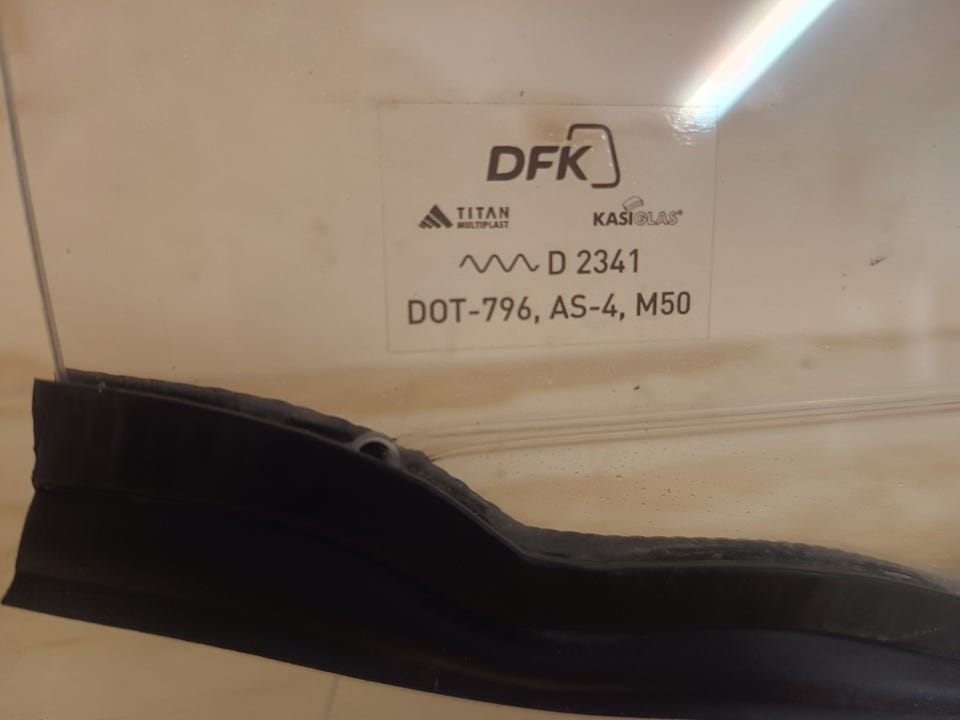 DFK
TITAN MULTIPLAST KASIGLAS®
D 2341
DOT-796, AS-4, M50